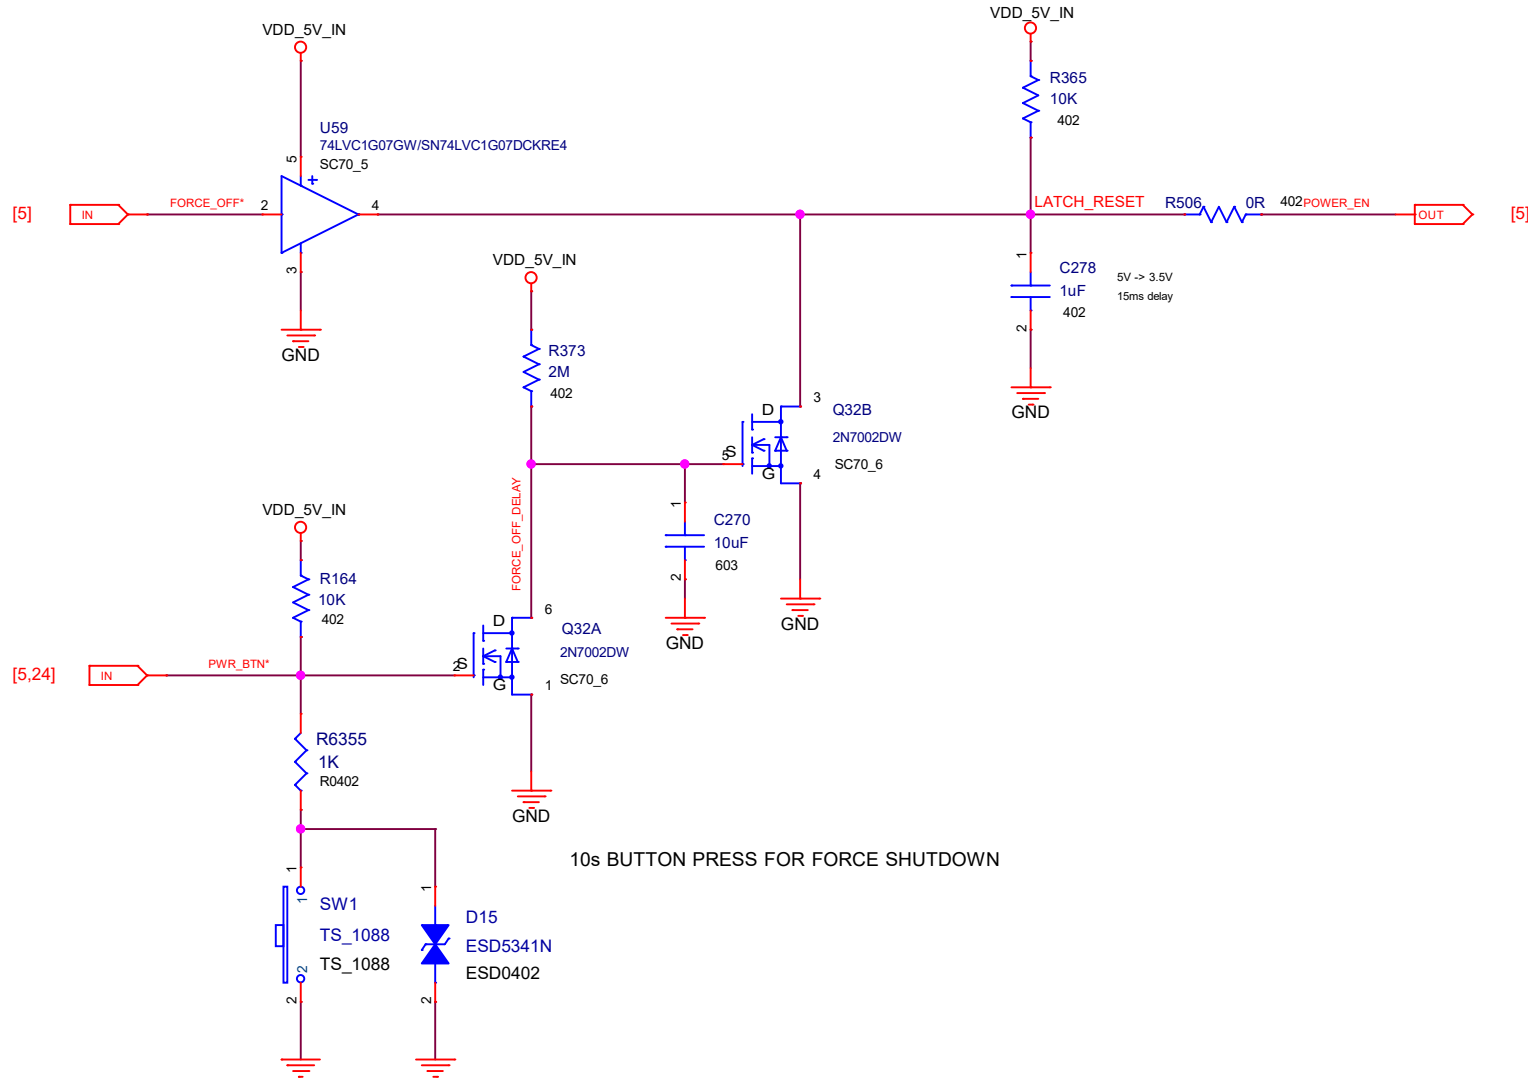 VDD_5V_IN
VDD_5V_IN
R365
10K
402
U59
74LVC1G07GW/SN74LVC1G07DCKRE4
SC70_5
5
+
[5]
IN
FORCE_OFF*
2
4
LATCH_RESET
R506
0R
402
POWER_EN
OUT
[5]
3
GND
VDD_5V_IN
1
C278
1uF
402
2
5V -> 3.5V
15ms delay
GND
R373
2M
402
3
D
Q32B
2N7002DW
SC70_6
5
S
G
4
FORCE_OFF_DELAY
1
C270
10uF
603
2
GND
GND
VDD_5V_IN
R164
10K
402
6
D
Q32A
2N7002DW
SC70_6
[5,24]
IN
PWR_BTN*
2
S
G
1
R6355
1K
R0402
GND
10s BUTTON PRESS FOR FORCE SHUTDOWN
1
1
SW1
TS_1088
TS_1088
2
2
1
D15
ESD5341N
ESD0402
2